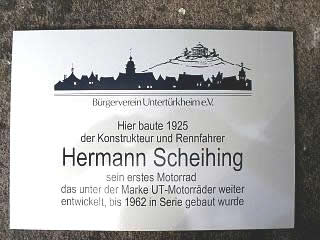 Bürgerverein Untertürkheim e.V.
Hier baute 1925
der Konstrukteur und Rennfahrer
Hermann Scheihing
sein erstes Motorrad
das unter der Marke UT-Motorräder weiter
entwickelt, bis 1962 in Serie gebaut wurde